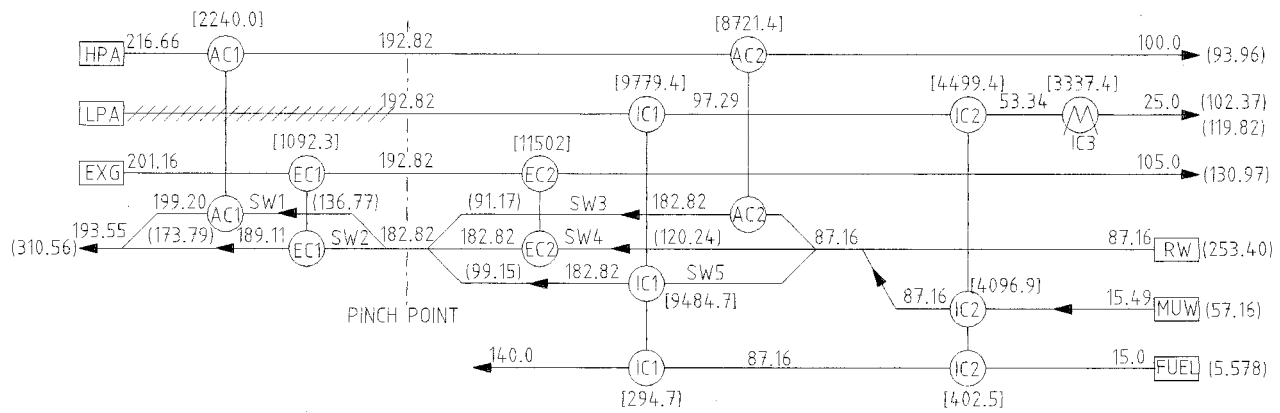 [2240.0] [8721.4]
HPA 216.66 AC1 192.82 AC2 100.0 (93.96)
[9779.4] [4499.4] [3337.4]
LPA 192.82 IC1 97.29 IC2 53.34 25.0 (102.37)
IC3 (119.82)
[1092.3] [11502]
EXG 201.16 EC1 192.82 EC2 105.0 (130.97)
199.20 AC1 SW1 (136.77) (91.17) SW3 182.82 AC2
(310.56) 193.55 (173.79) 189.11 EC1 SW2 182.82 182.82 EC2 SW4 (120.24) 87.16 87.16 RW (253.40)
(99.15) 182.82 IC1 SW5
[9484.7] 87.16 IC2 [4096.9] 15.49 MUW (57.16)
PINCH POINT
140.0 IC1 87.16 IC2 15.0 FUEL (5.578)
[294.7] [402.5]